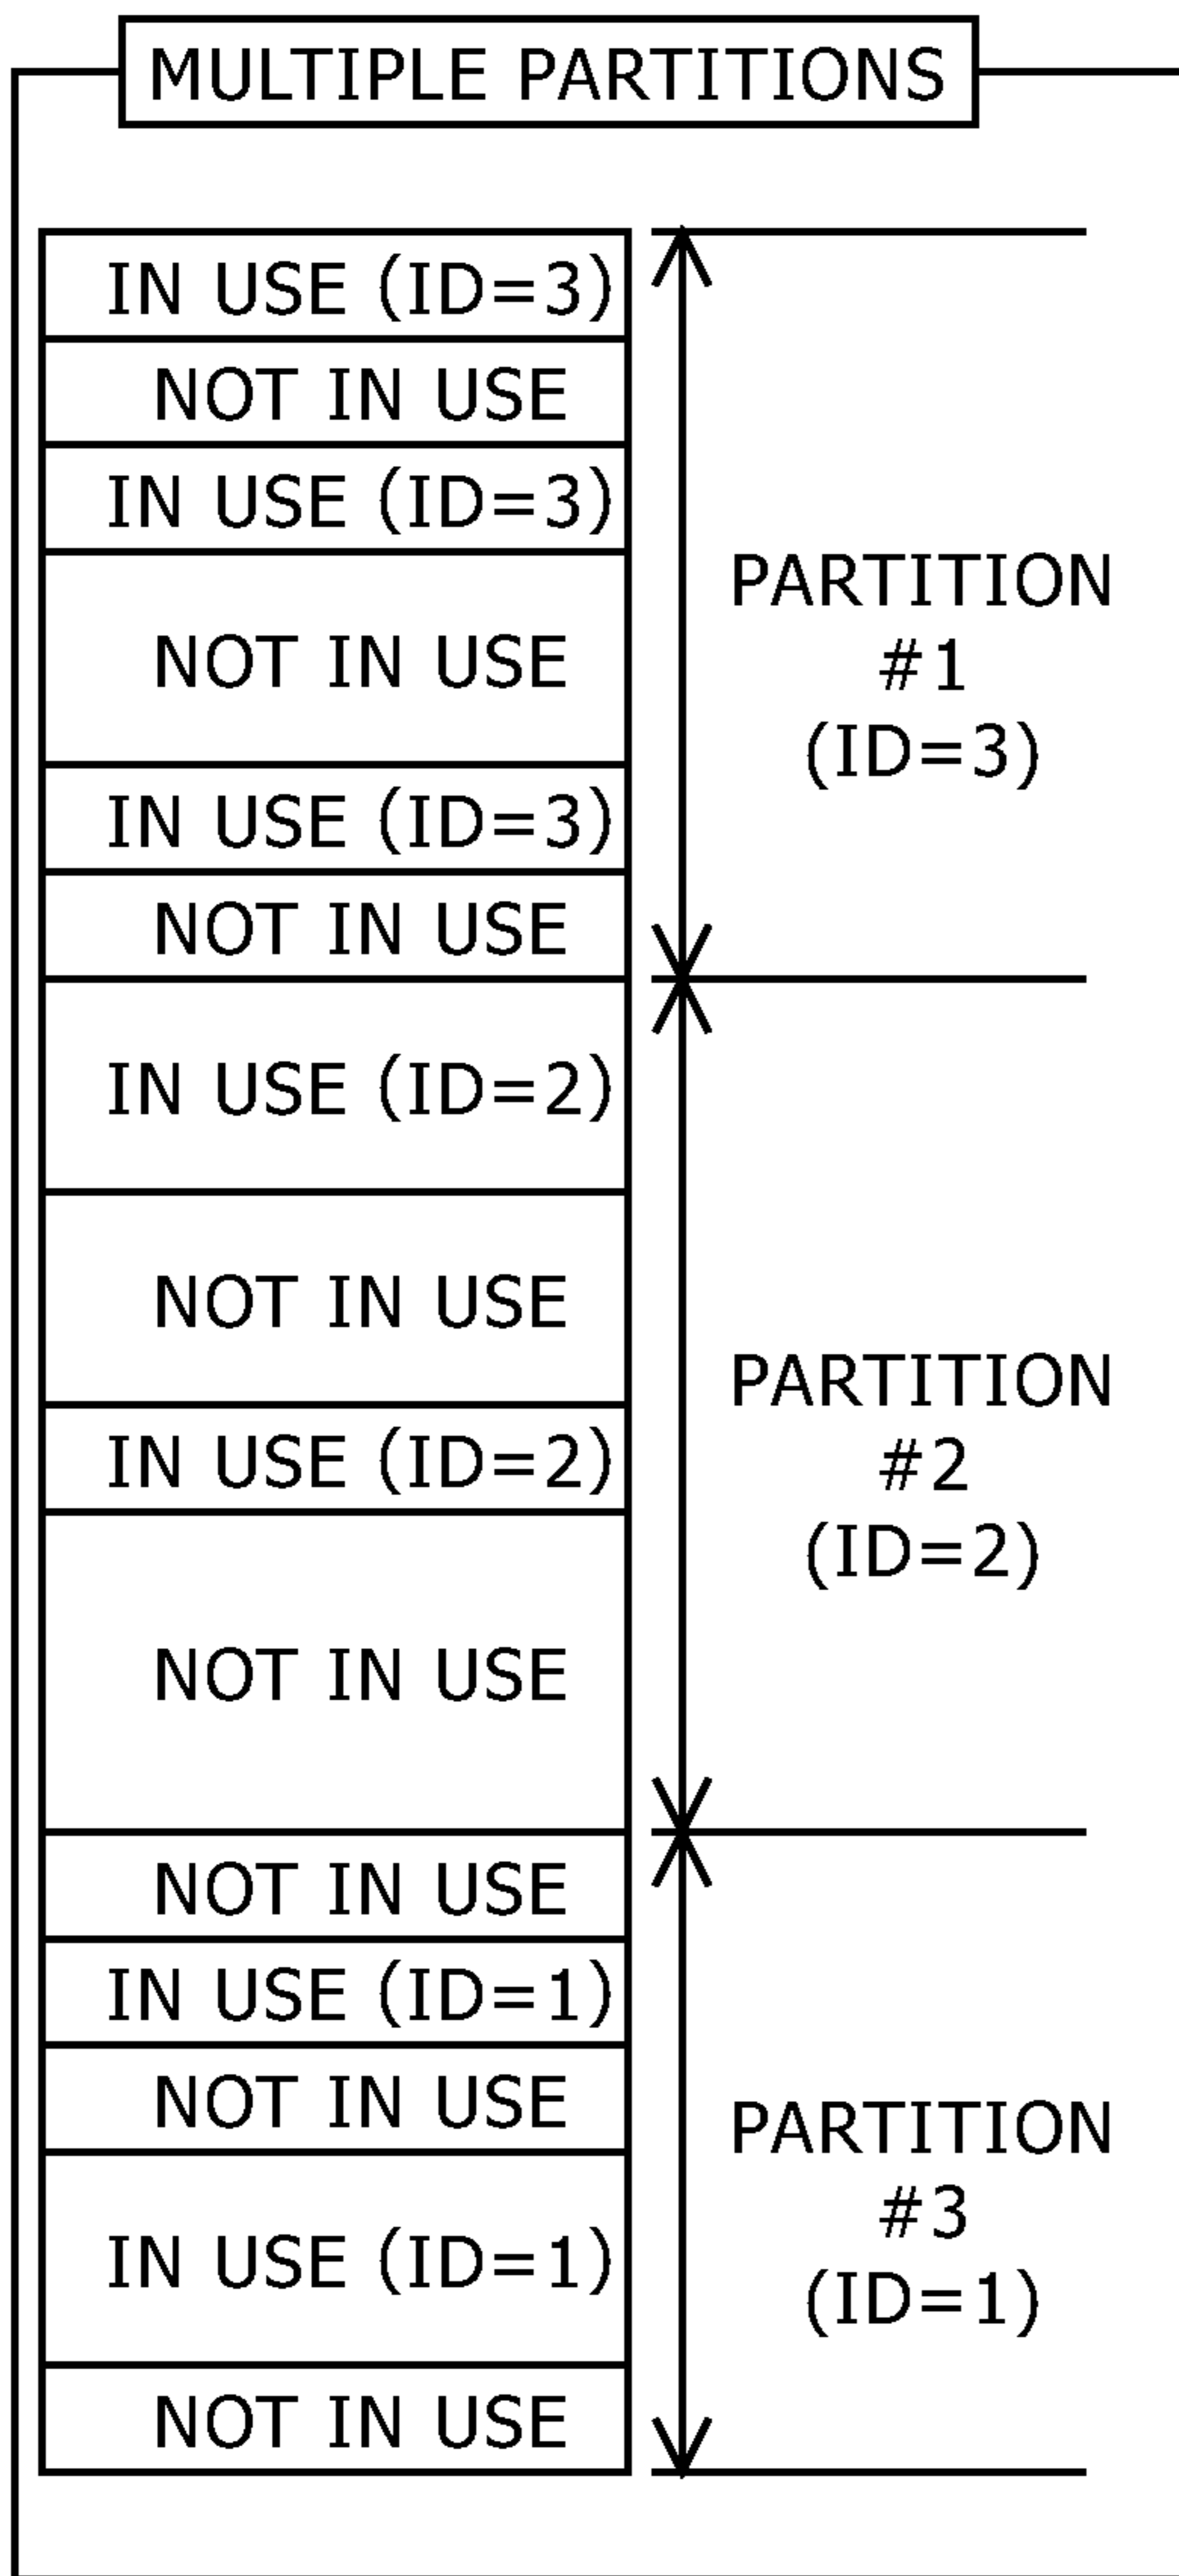 MULTIPLE PARTITIONS
IN USE (ID=3)
NOT IN USE
IN USE (ID=3)
NOT IN USE
IN USE (ID=3)
NOT IN USE
PARTITION
#1
(ID=3)
IN USE (ID=2)
NOT IN USE
IN USE (ID=2)
NOT IN USE
PARTITION
#2
(ID=2)
NOT IN USE
IN USE (ID=1)
NOT IN USE
IN USE (ID=1)
NOT IN USE
PARTITION
#3
(ID=1)